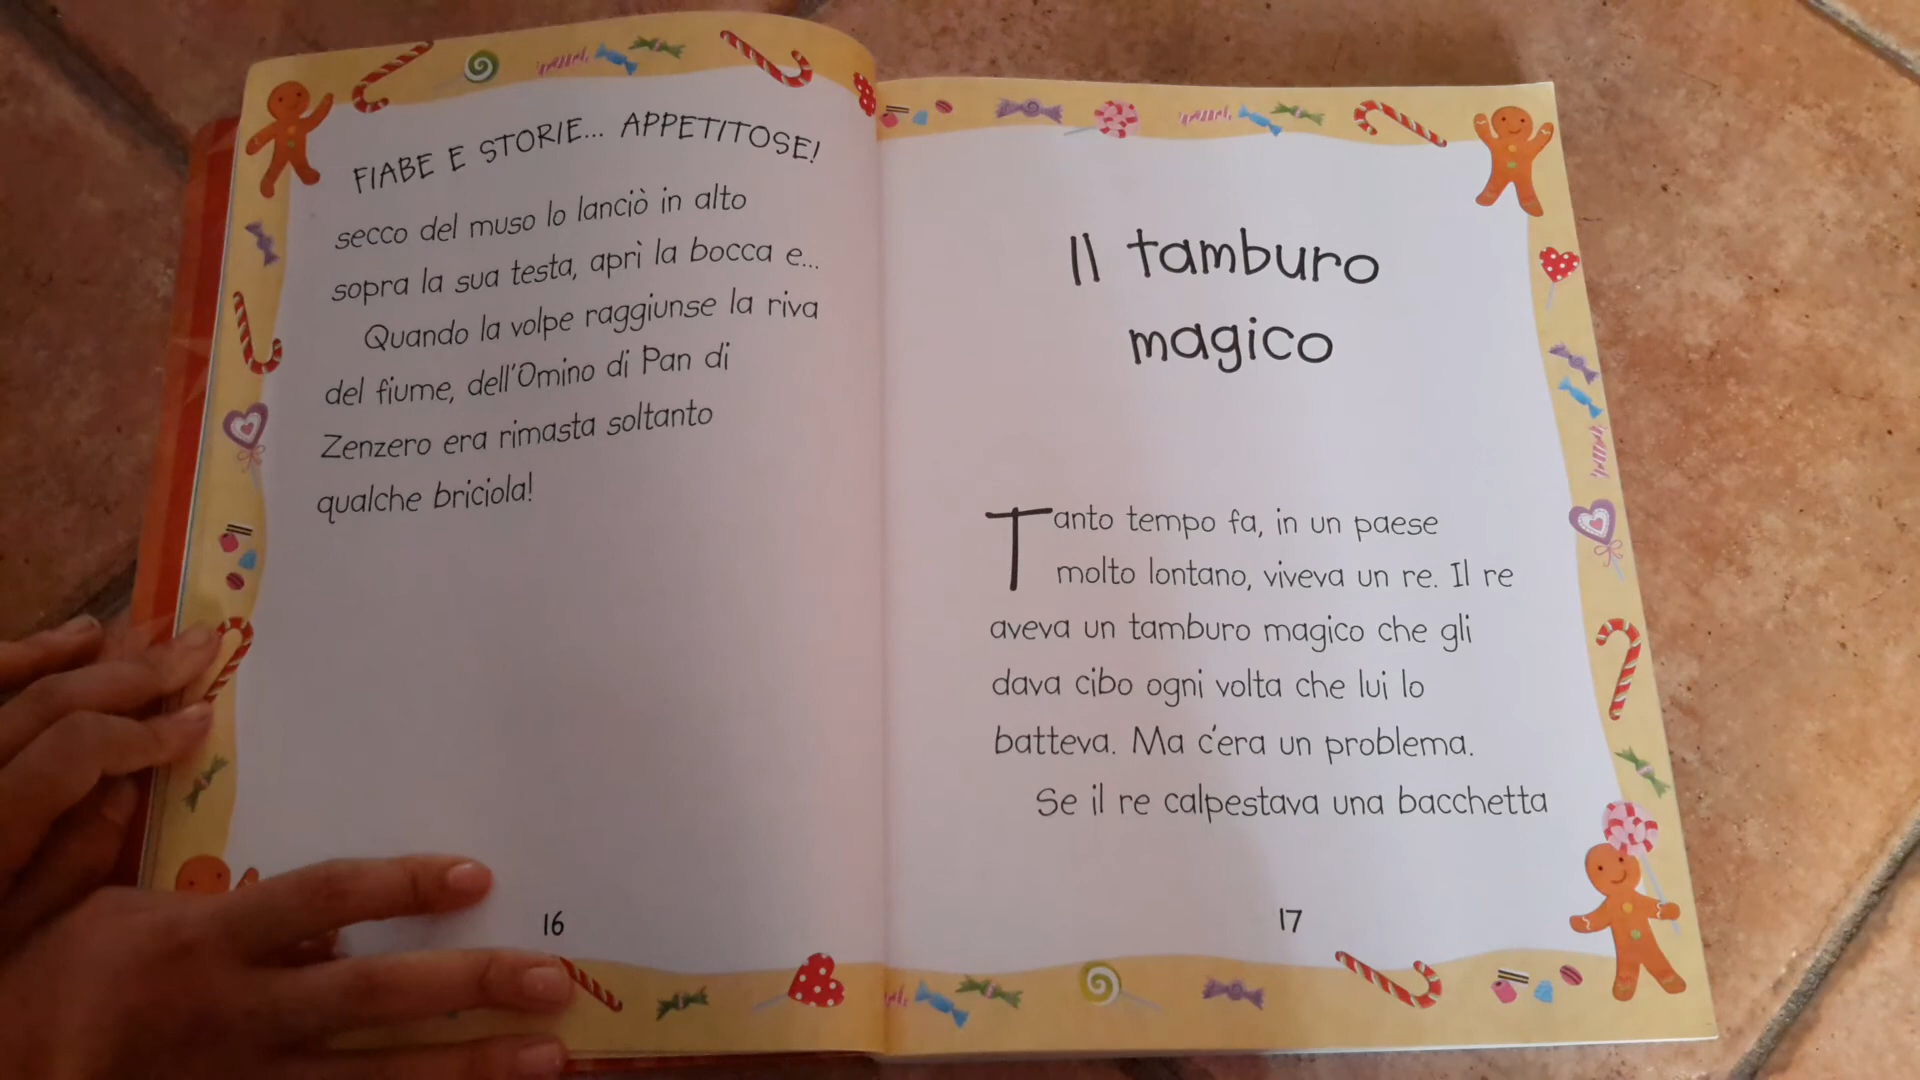 FIABE E STORIE... APPETITOSE!
secco del muso lo lanciò in alto
sopra la sua testa, aprì la bocca e...
Quando la volpe raggiunse la riva
del fiume, dell'Omino di Pan di
Zenzero era rimasta soltanto
qualche briciola!
16
Il tamburo
magico
Tanto tempo fa, in un paese
molto lontano, viveva un re. Il re
aveva un tamburo magico che gli
dava cibo ogni volta che lui lo
batteva. Ma c'era un problema.
Se il re calpestava una bacchetta
17